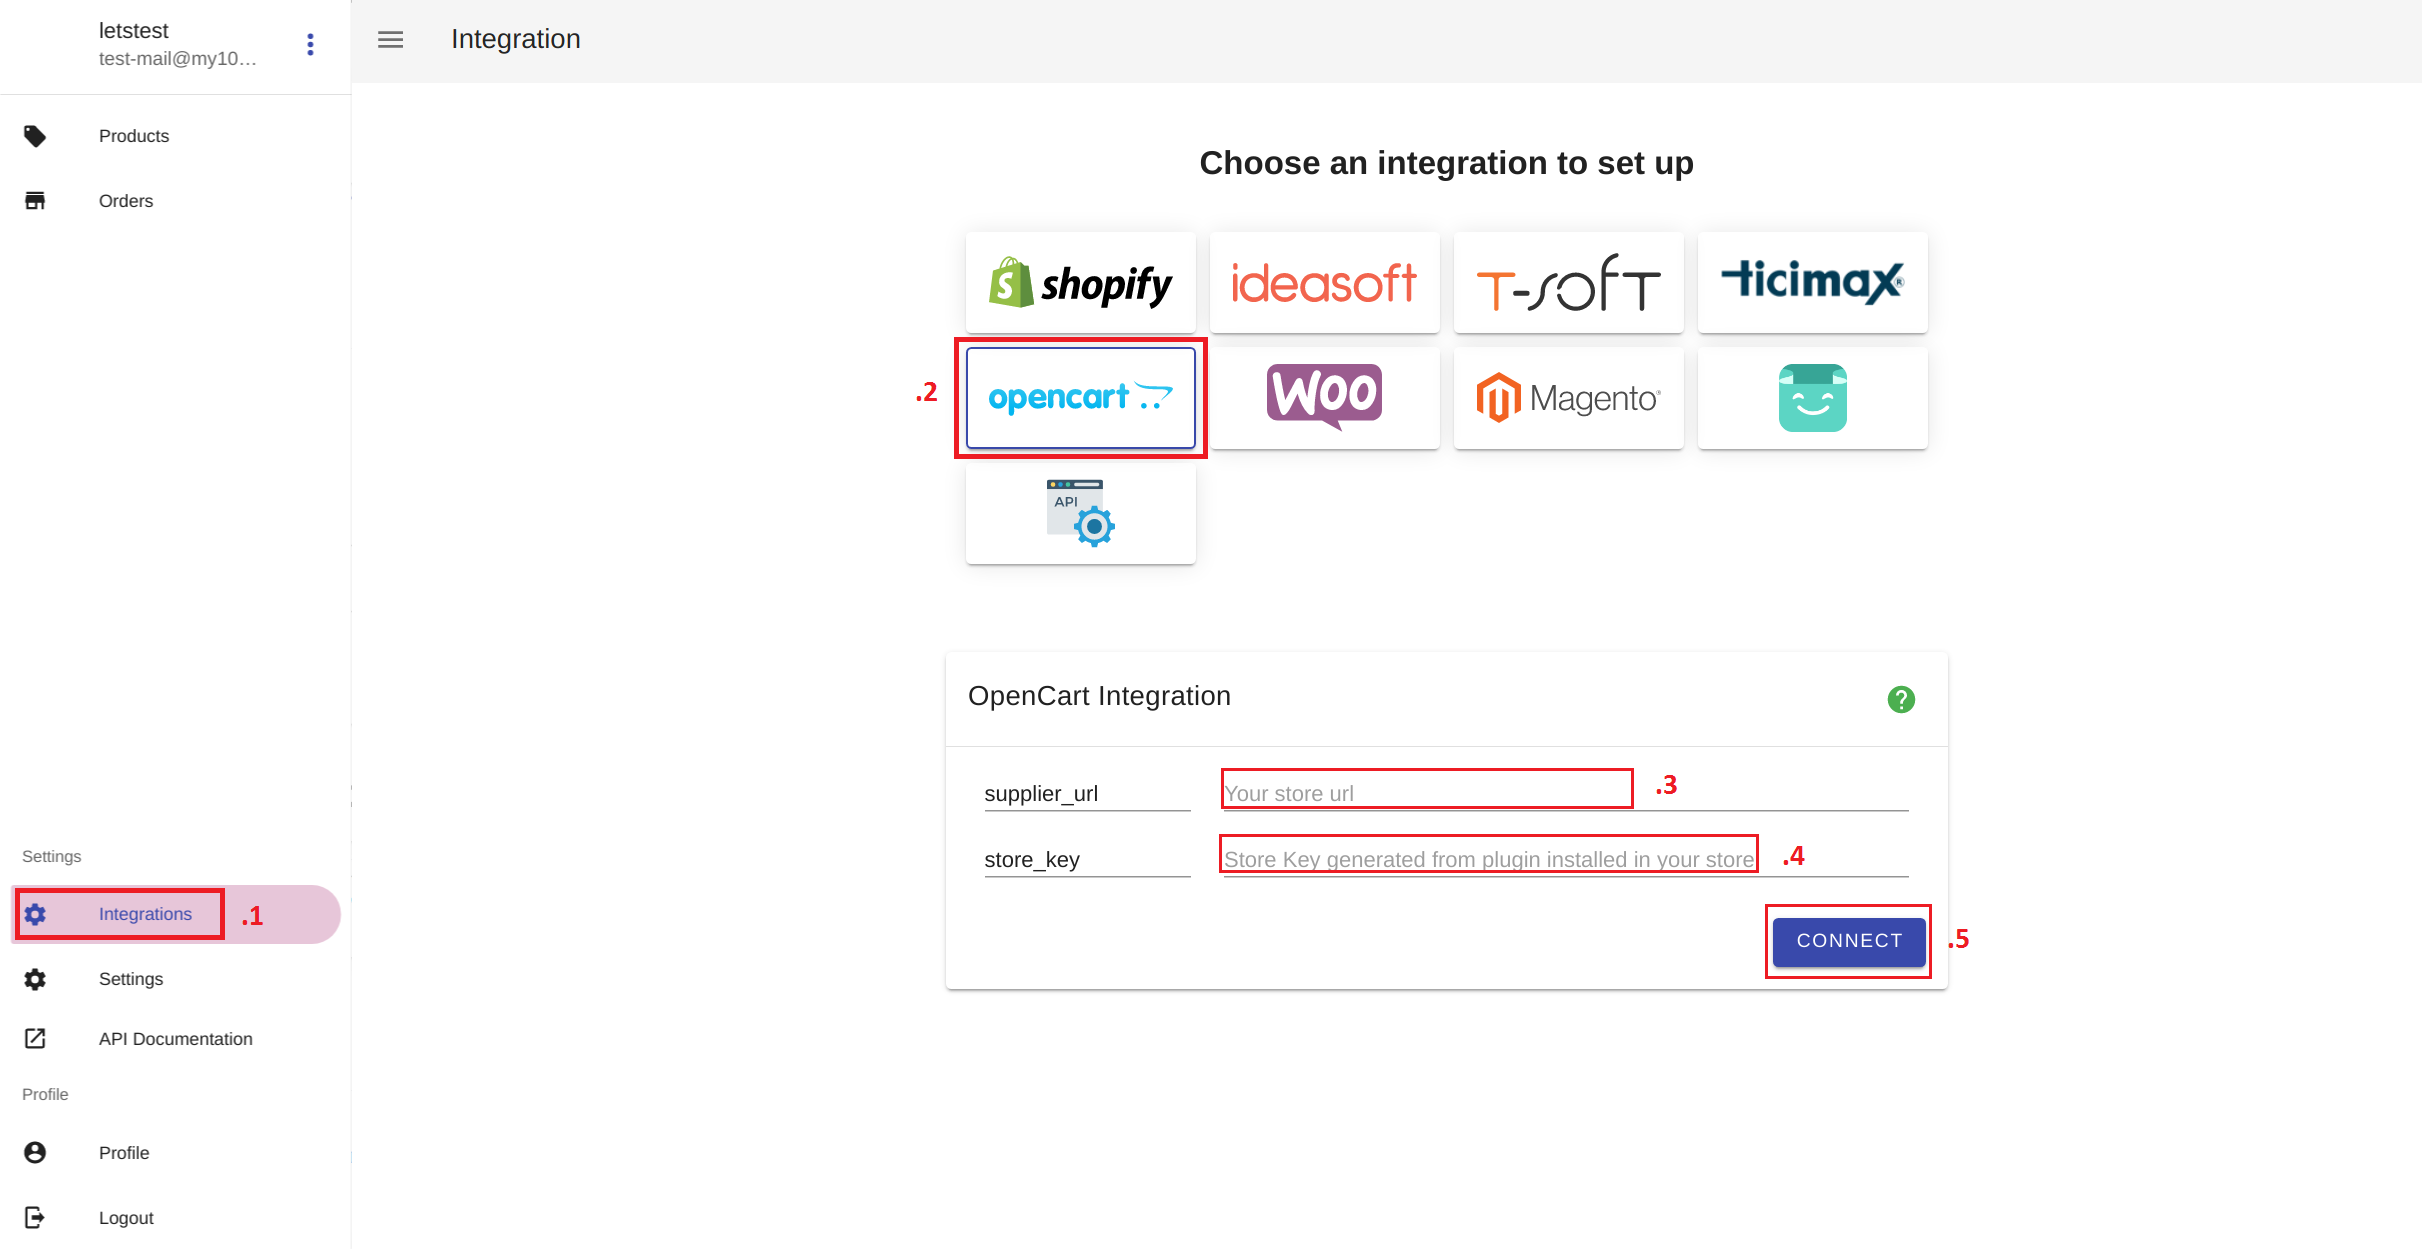 letstest
test-mail@my10…
Integration
Products
Orders
Choose an integration to set up
shopify
ideasoft
T-SOFT
ticimax®
.2
opencart
WOO
Magento®
API
OpenCart Integration
?
supplier_url
Your store url
.3
store_key
Store Key generated from plugin installed in your store
.4
CONNECT
.5
Settings
Integrations
.1
Settings
API Documentation
Profile
Profile
Logout